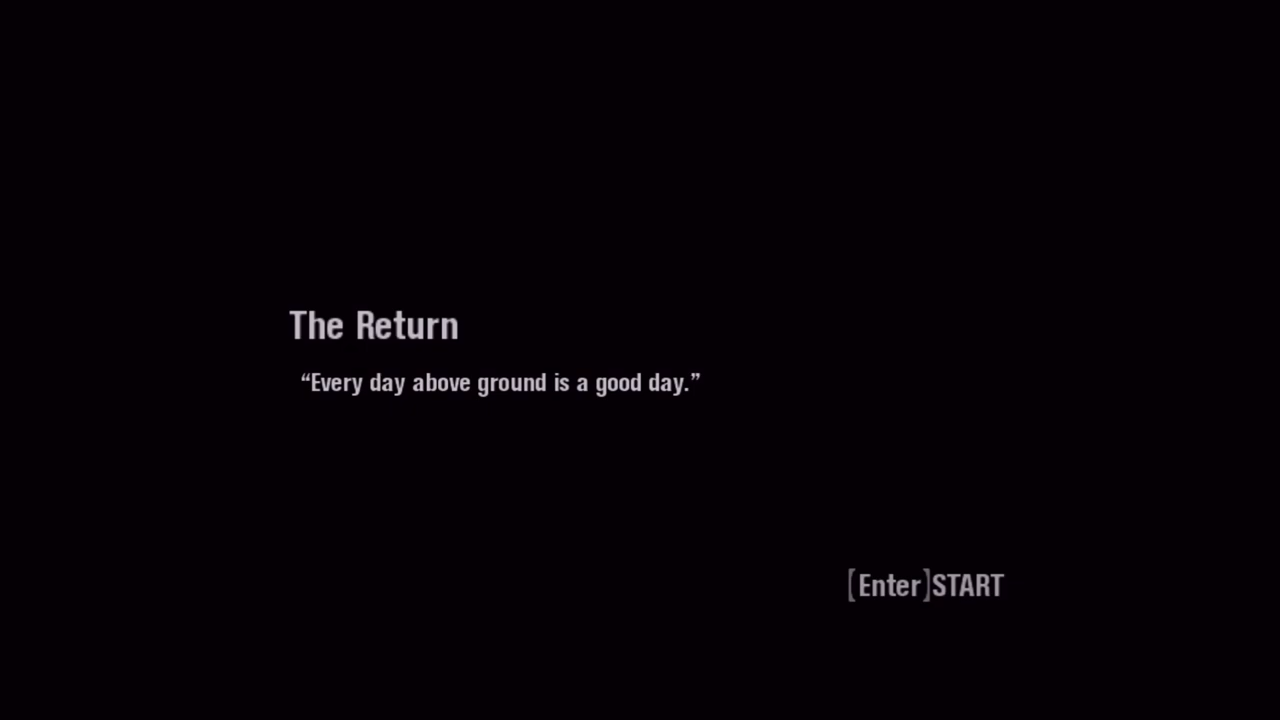 The Return
“Every day above ground is a good day.”
[Enter]START